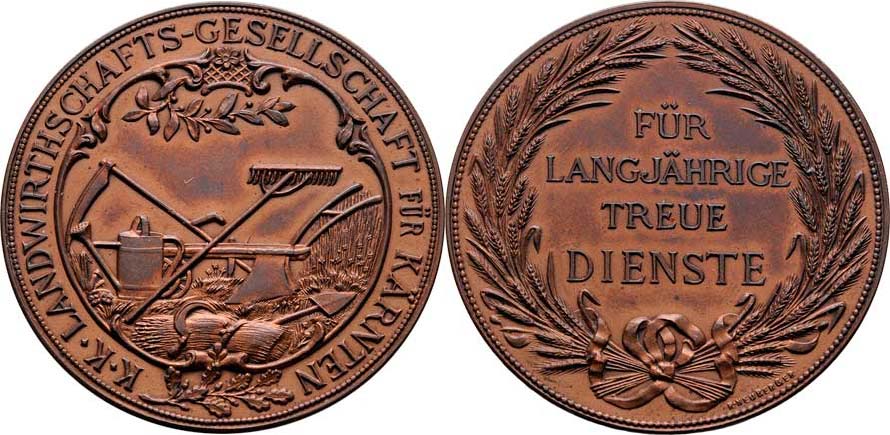 K·K·LANDWIRTHSCHAFTS-GESELLSCHAFT FÜR KÄRNTEN
FÜR
LANGJÄHRIGE
TREUE
DIENSTE